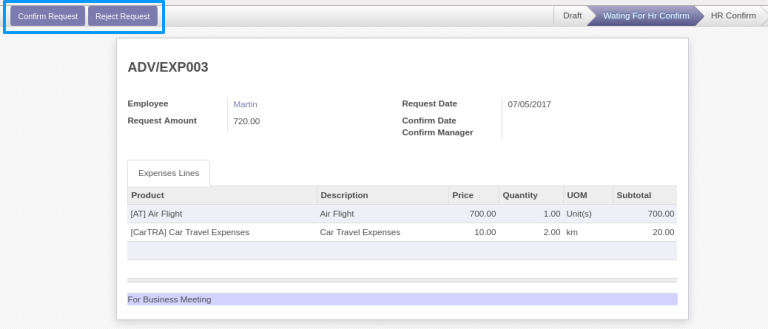 Confirm Request Reject Request Draft Wating For Hr Confirm HR Confirm
ADV/EXP003
Employee Martin Request Date 07/05/2017
Request Amount 720.00 Confirm Date
Confirm Manager
Expenses Lines
Product Description Price Quantity UOM Subtotal
[AT] Air Flight Air Flight 700.00 1.00 Unit(s) 700.00
[CarTRA] Car Travel Expenses Car Travel Expenses 10.00 2.00 km 20.00
For Business Meeting